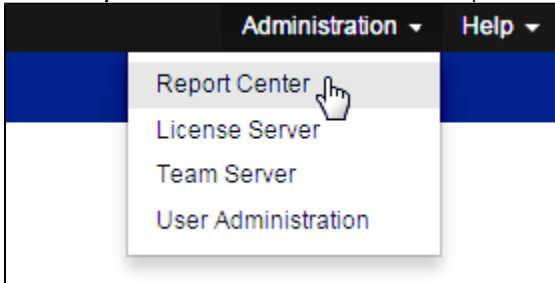 Administration Help
Report Center
License Server
Team Server
User Administration